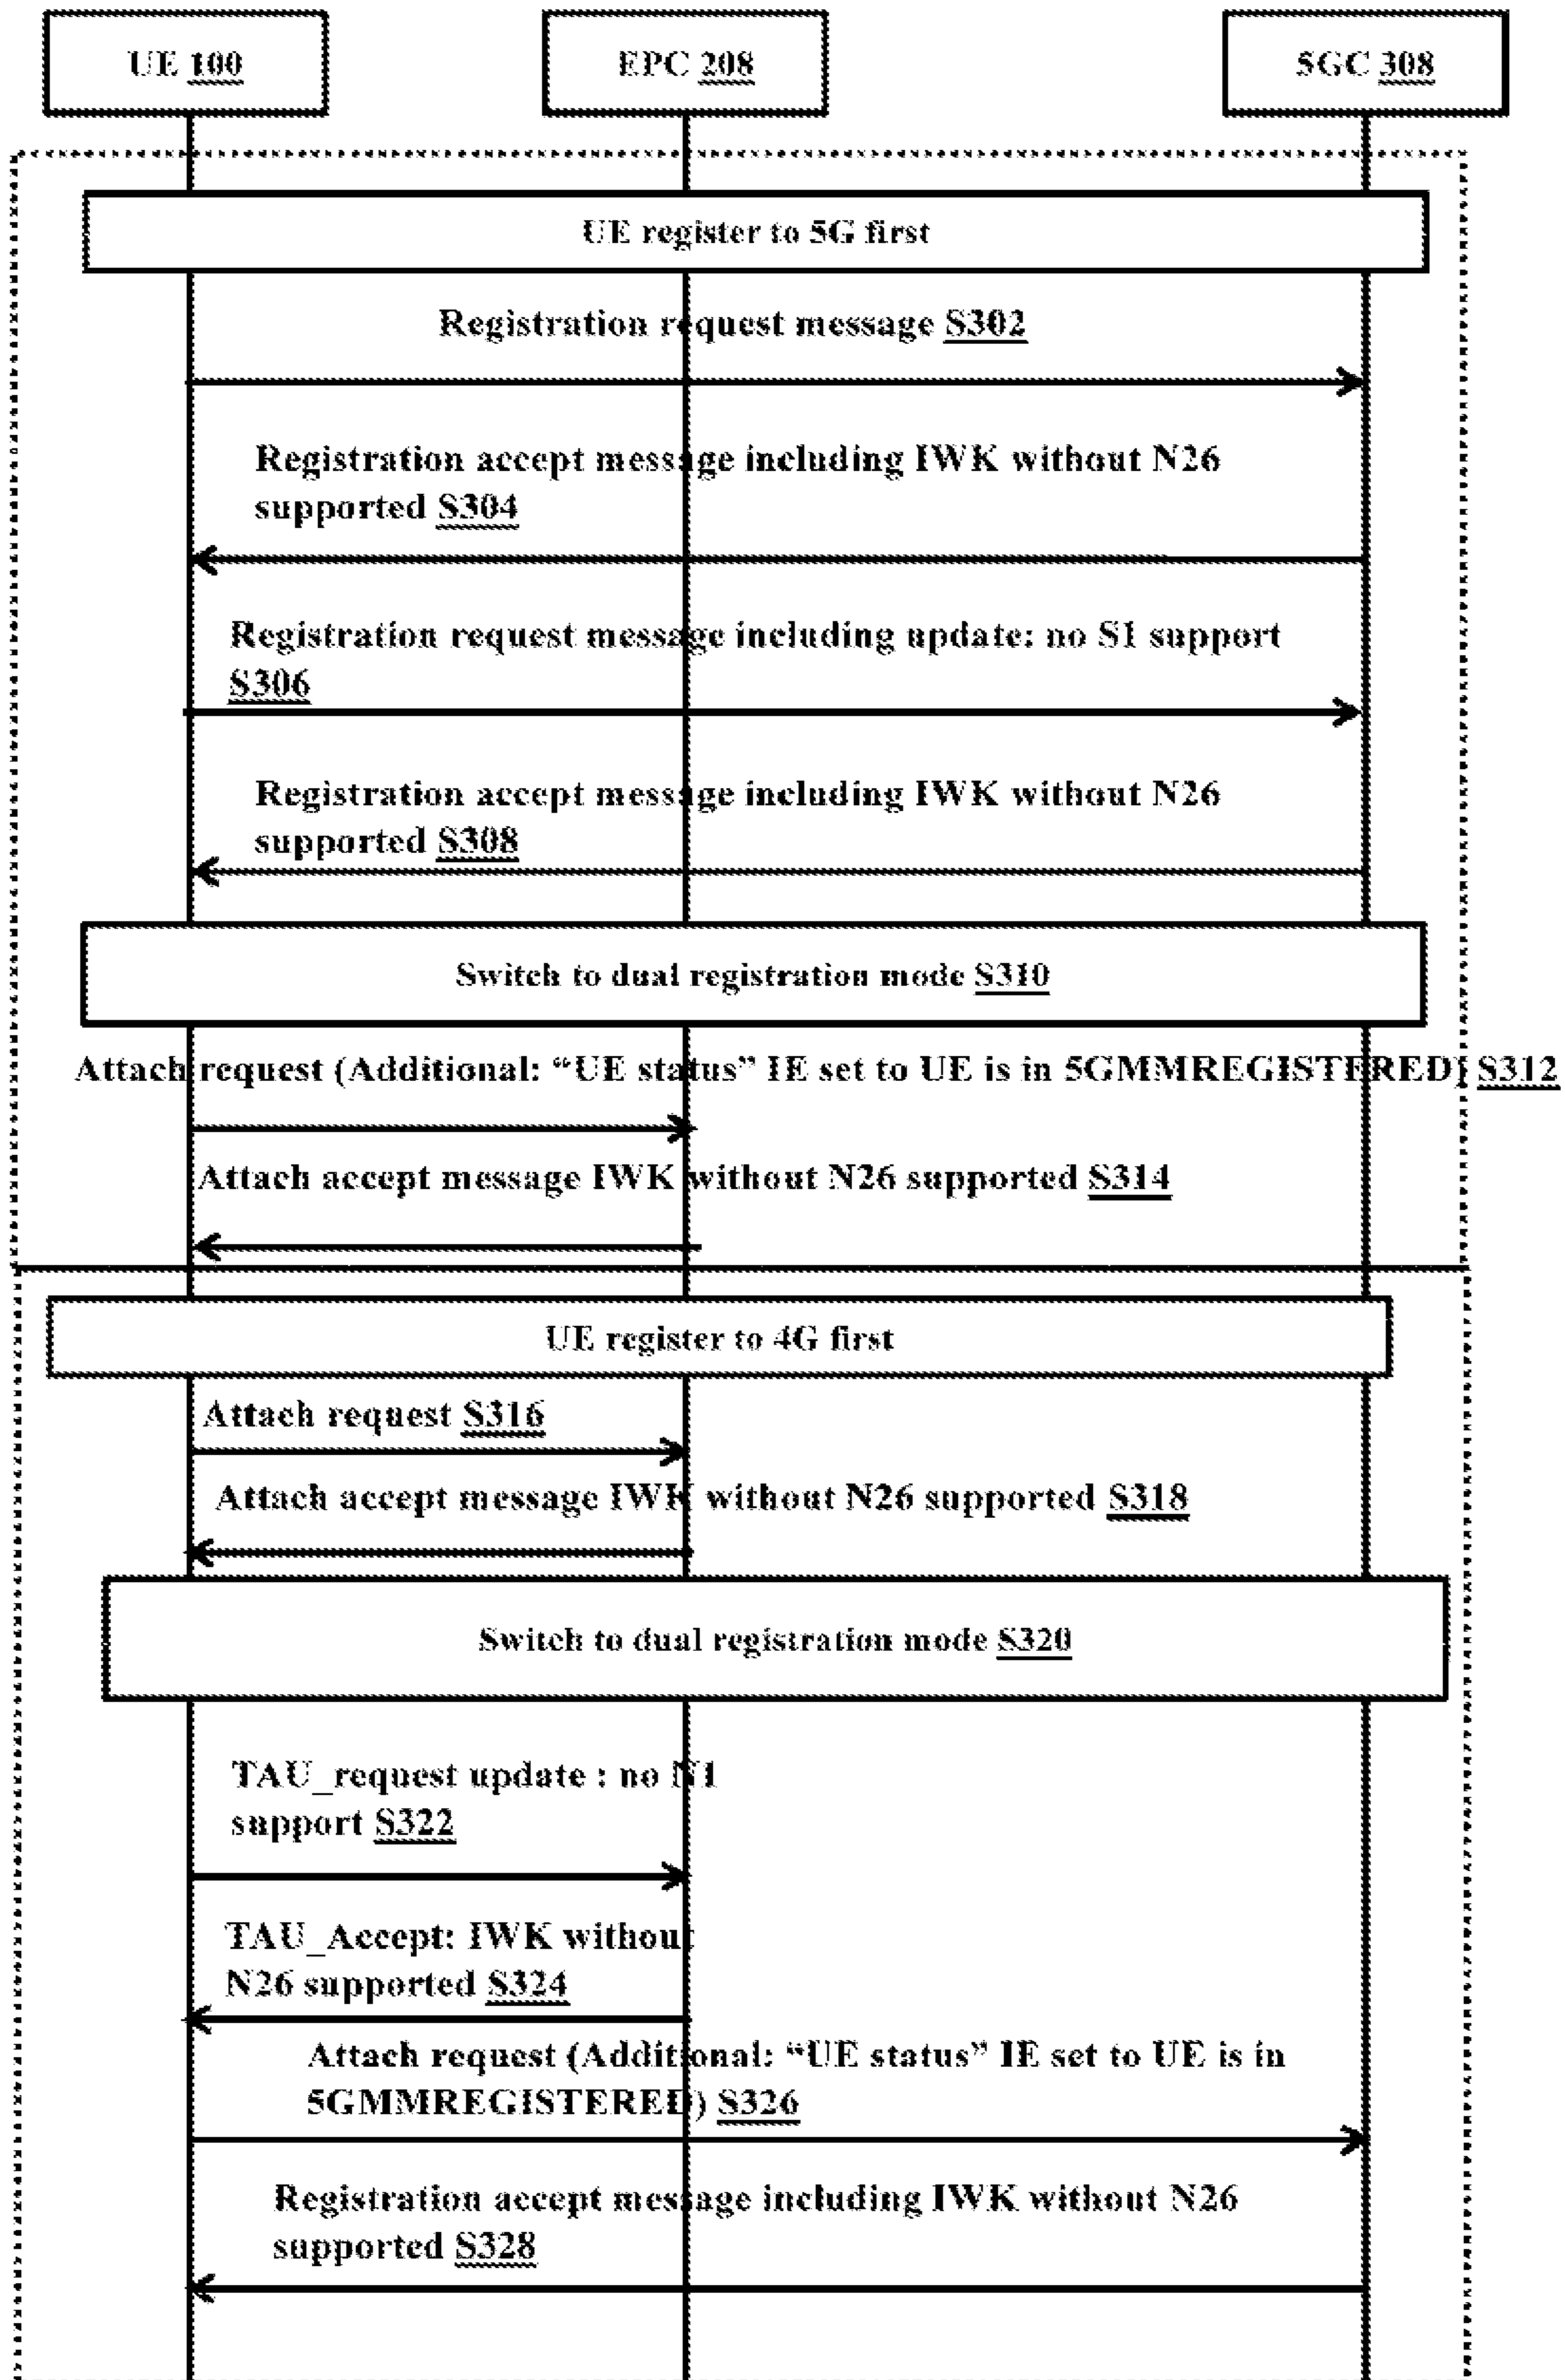 UE 100
EPC 208
5GC 308
UE register to 5G first
Registration request message S302
Registration accept message including IWK without N26
supported S304
Registration request message including update: no S1 support
S306
Registration accept message including IWK without N26
supported S308
Switch to dual registration mode S310
Attach request (Additional: “UE status” IE set to UE is in 5GMMREGISTERED) S312
Attach accept message IWK without N26 supported S314
UE register to 4G first
Attach request S316
Attach accept message IWK without N26 supported S318
Switch to dual registration mode S320
TAU_request update : no N1
support S322
TAU_Accept: IWK without
N26 supported S324
Attach request (Additional: “UE status” IE set to UE is in
5GMMREGISTERED) S326
Registration accept message including IWK without N26
supported S328